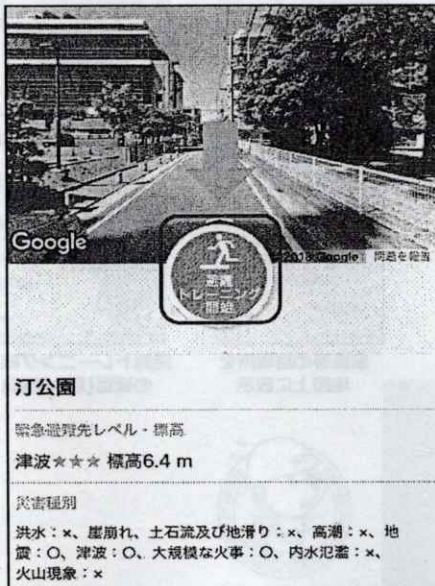 Google
2018 Google 問題を報告
避難
トレーニング
開始
汀公園
緊急避難先レベル・標高
津波★★★ 標高6.4 m
災害種別
洪水：×、崖崩れ、土石流及び地滑り：×、高潮：×、地
震：〇、津波：〇、大規模な火事：〇、内水氾濫：×、
火山現象：×